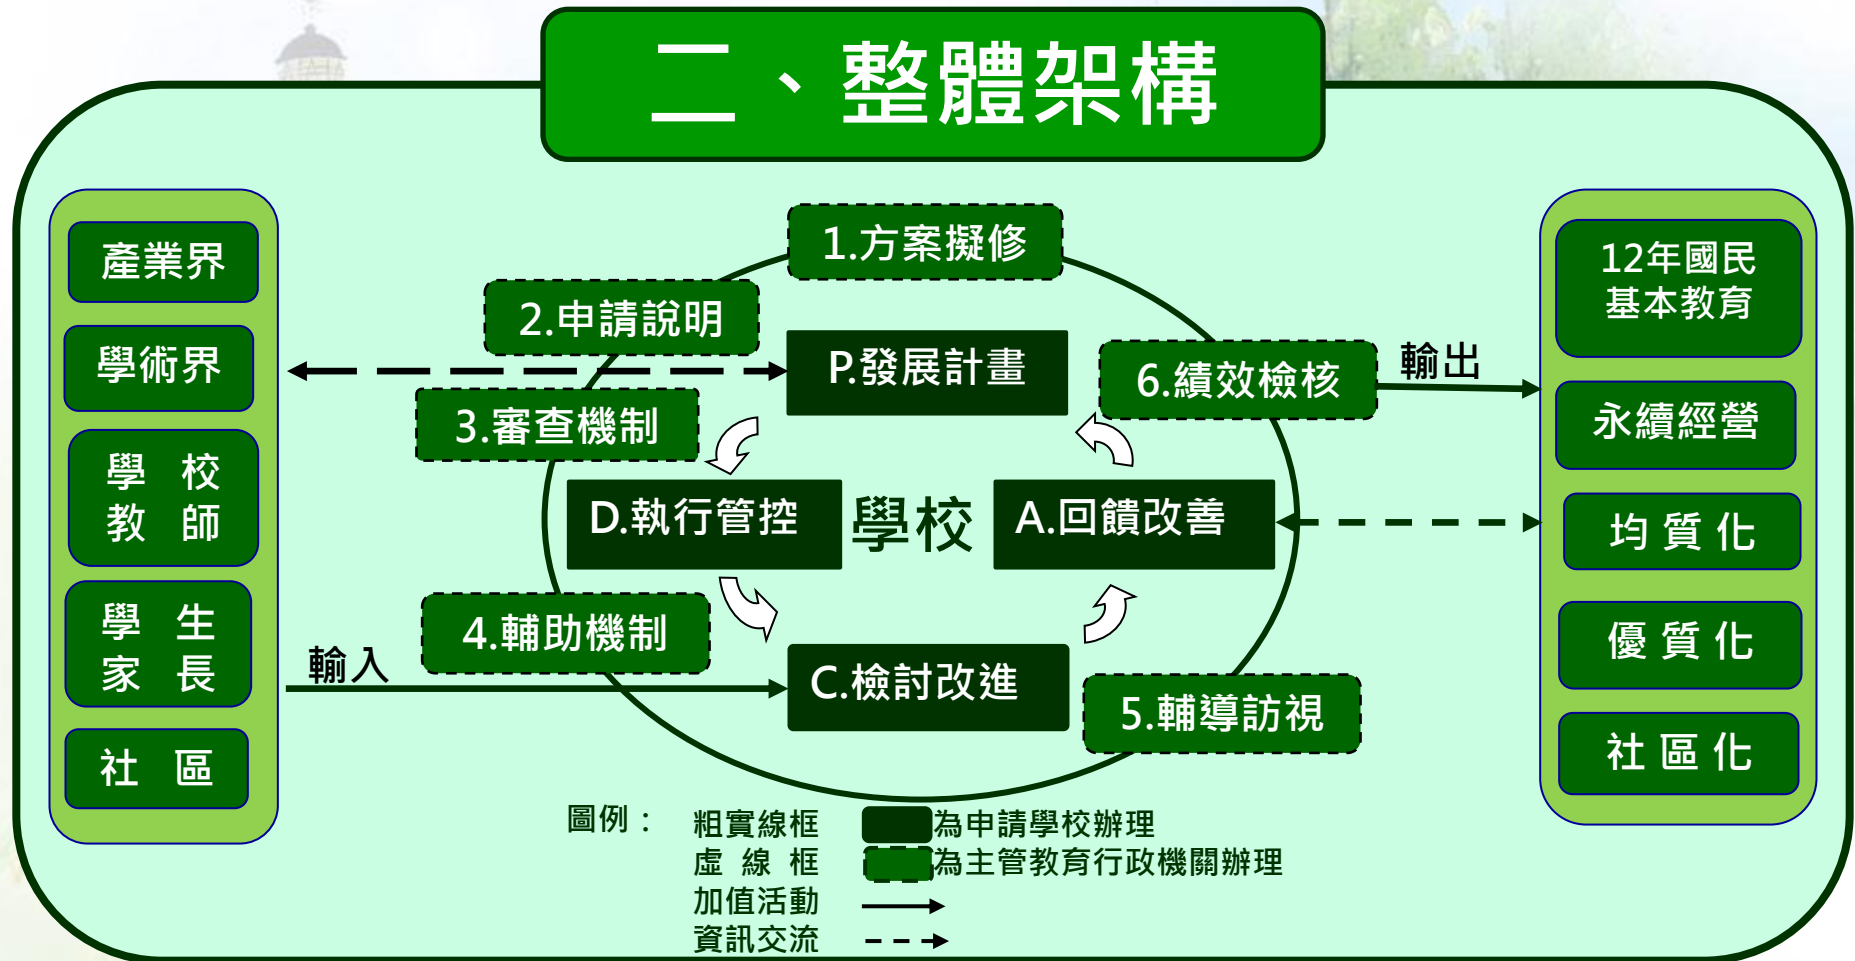 二、整體架構
產業界
學術界
學 校
教 師
學 生
家 長
社 區
1.方案擬修
2.申請說明
3.審查機制
4.輔助機制
5.輔導訪視
6.績效檢核
P.發展計畫
D.執行管控
學校
A.回饋改善
C.檢討改進
輸入
輸出
12年國民
基本教育
永續經營
均 質 化
優 質 化
社 區 化
圖例： 粗實線框 為申請學校辦理
虛 線 框 為主管教育行政機關辦理
加值活動
資訊交流